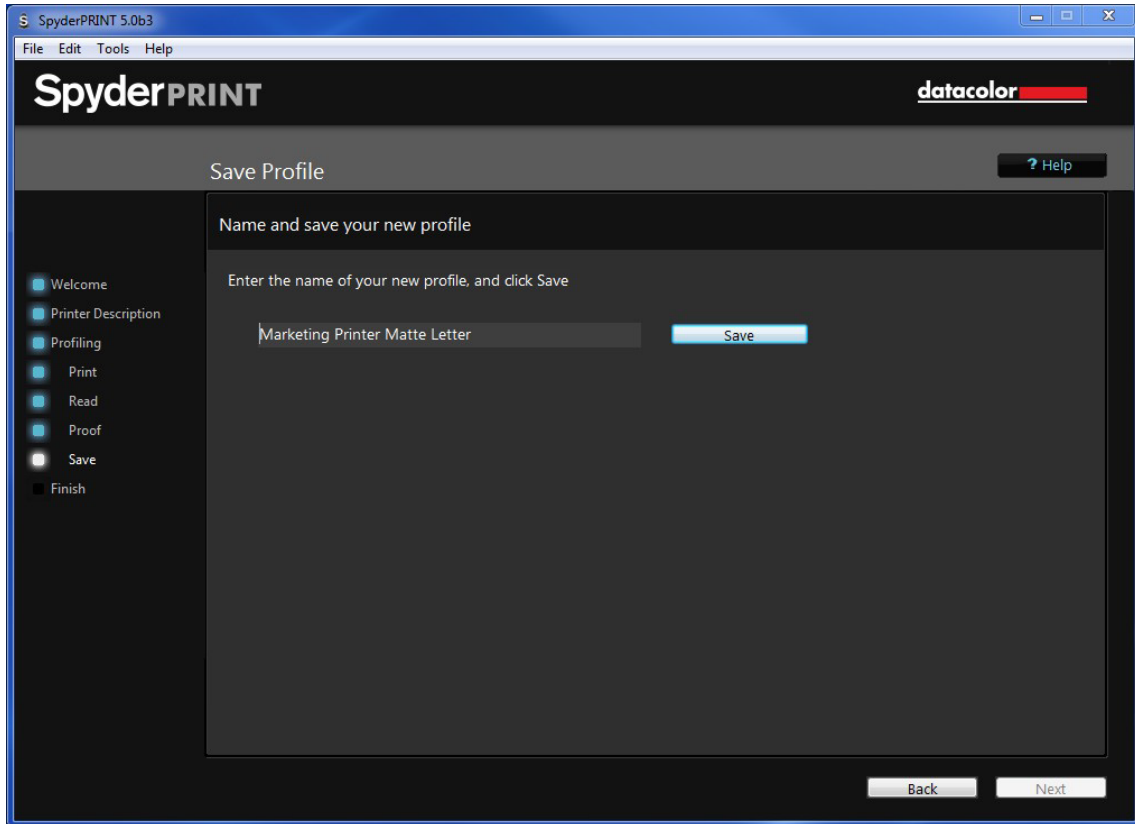 S SpyderPRINT 5.0b3
File Edit Tools Help
SpyderPRINT
datacolor
Save Profile
? Help
Name and save your new profile
Enter the name of your new profile, and click Save
Marketing Printer Matte Letter
Save
Welcome
Printer Description
Profiling
Print
Read
Proof
Save
Finish
Back
Next